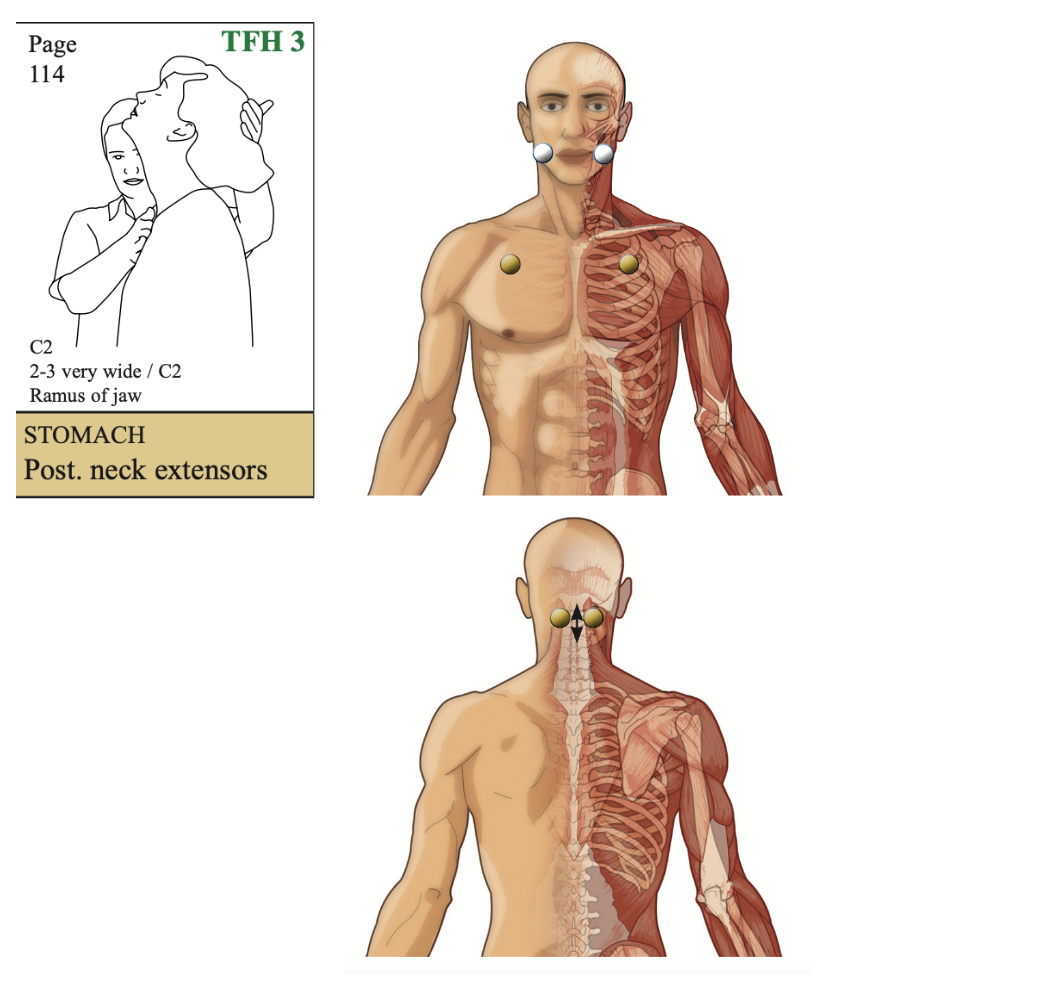 Page
114
TFH 3
C2
2-3 very wide / C2
Ramus of jaw
STOMACH
Post. neck extensors